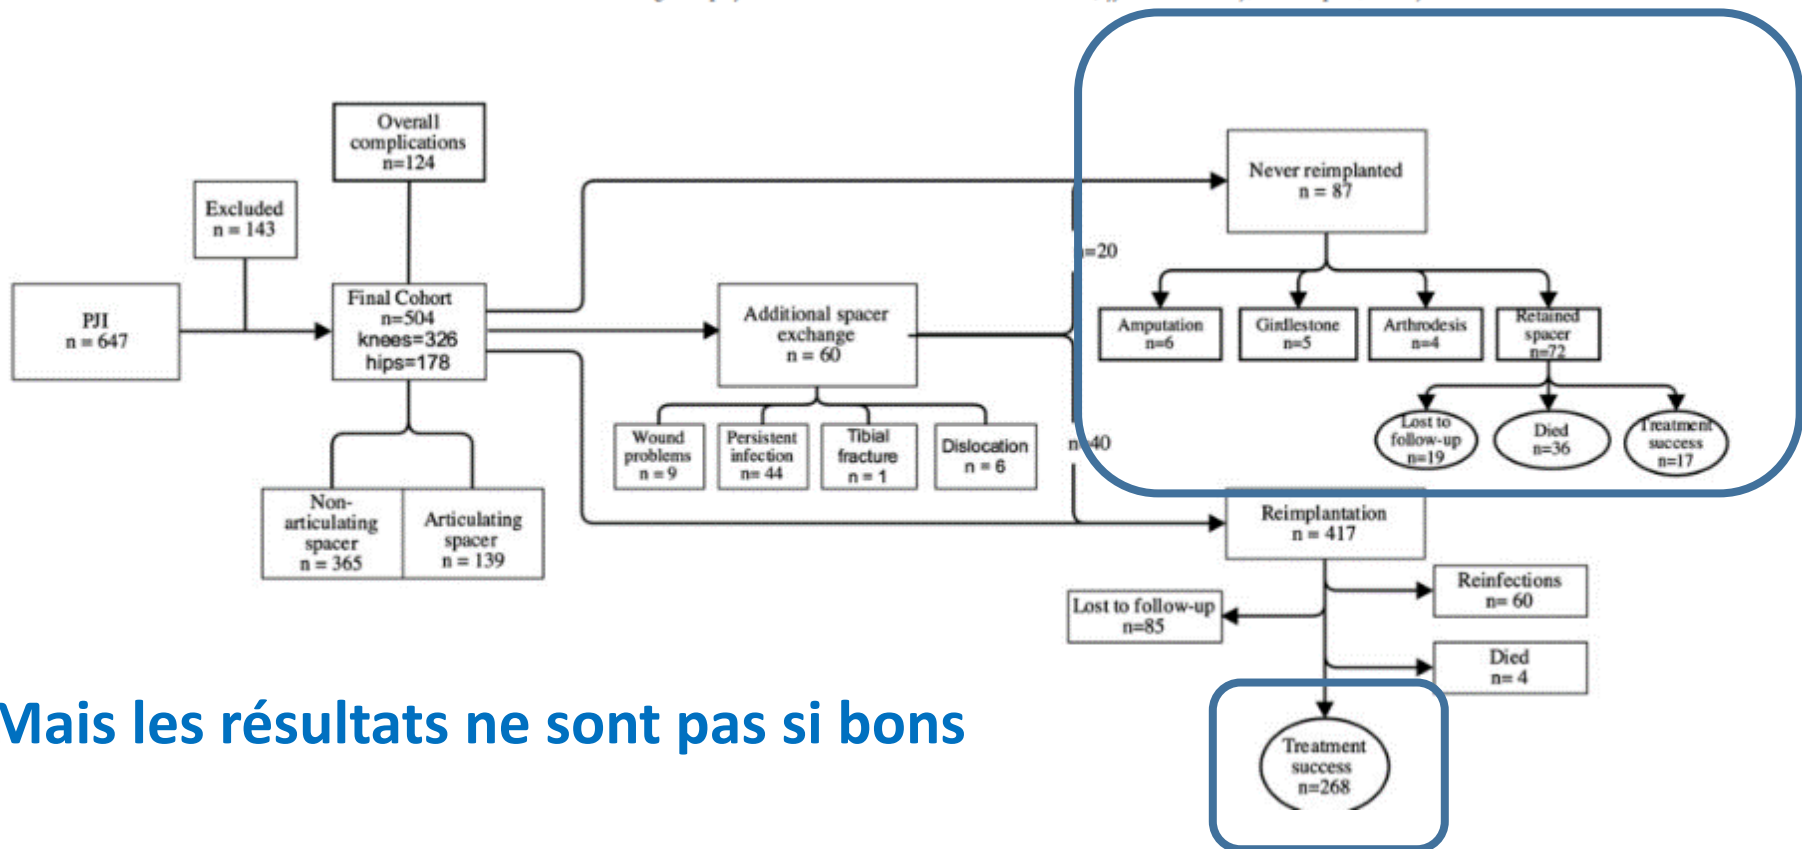 Overall
complications
n=124
Excluded
n = 143
PJI
n = 647
Final Cohort
n=504
knees=326
hips=178
Non-
articulating
spacer
n = 365
Articulating
spacer
n = 139
Additional spacer
exchange
n = 60
Wound
problems
n = 9
Persistent
infection
n= 44
Tibial
fracture
n = 1
Dislocation
n = 6
n=20
n=40
Never reimplanted
n = 87
Amputation
n=6
Girdlestone
n=5
Arthrodesis
n=4
Retained
spacer
n=72
Lost to
follow-up
n=19
Died
n=36
Treatment
success
n=17
Reimplantation
n = 417
Lost to follow-up
n=85
Reinfections
n= 60
Died
n= 4
Treatment
success
n=268
Mais les résultats ne sont pas si bons